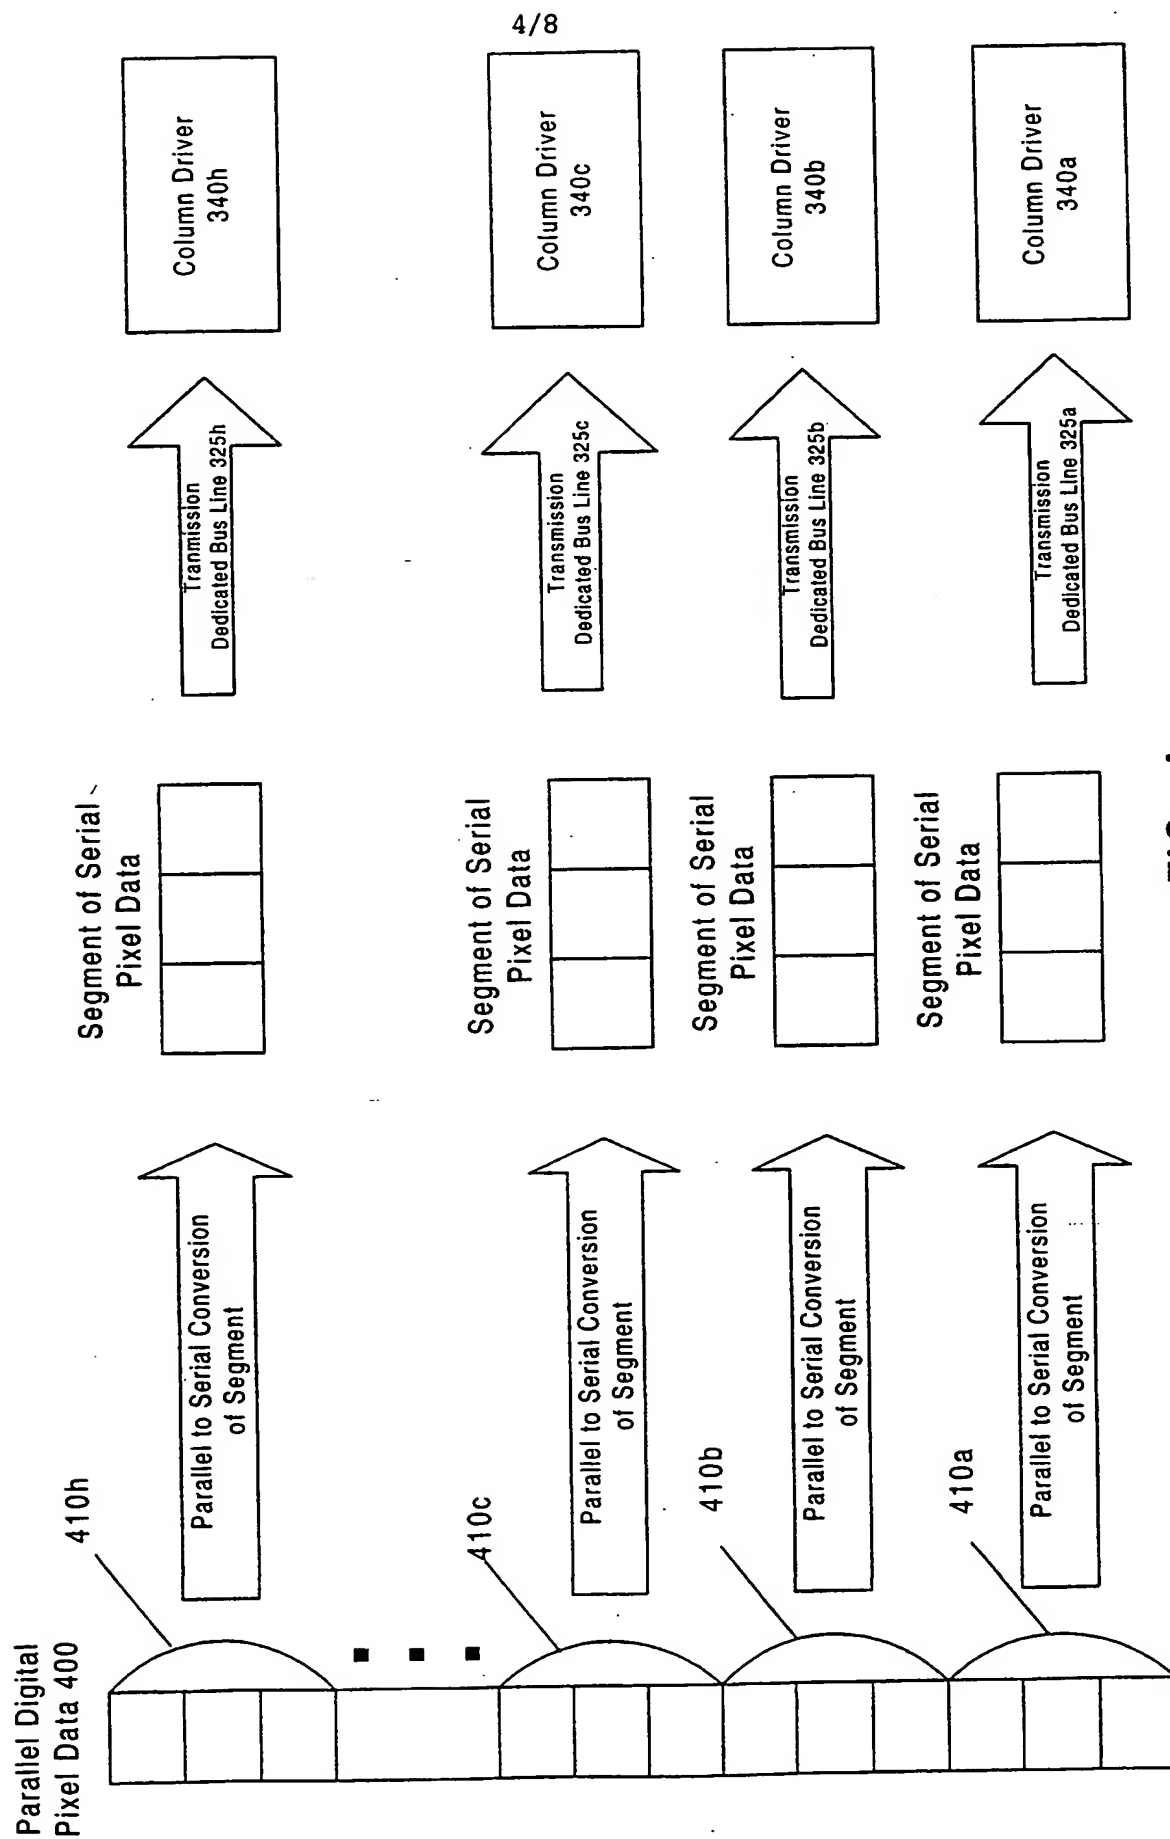 4/8
Parallel Digital
Pixel Data 400
410h
Parallel to Serial Conversion
of Segment
Segment of Serial
Pixel Data
Tranmission
Dedicated Bus Line 325h
Column Driver
340h
410c
Parallel to Serial Conversion
of Segment
Segment of Serial
Pixel Data
Transmission
Dedicated Bus Line 325c
Column Driver
340c
410b
Parallel to Serial Conversion
of Segment
Segment of Serial
Pixel Data
Transmission
Dedicated Bus Line 325b
Column Driver
340b
410a
Parallel to Serial Conversion
of Segment
Segment of Serial
Pixel Data
Transmission
Dedicated Bus Line 325a
Column Driver
340a